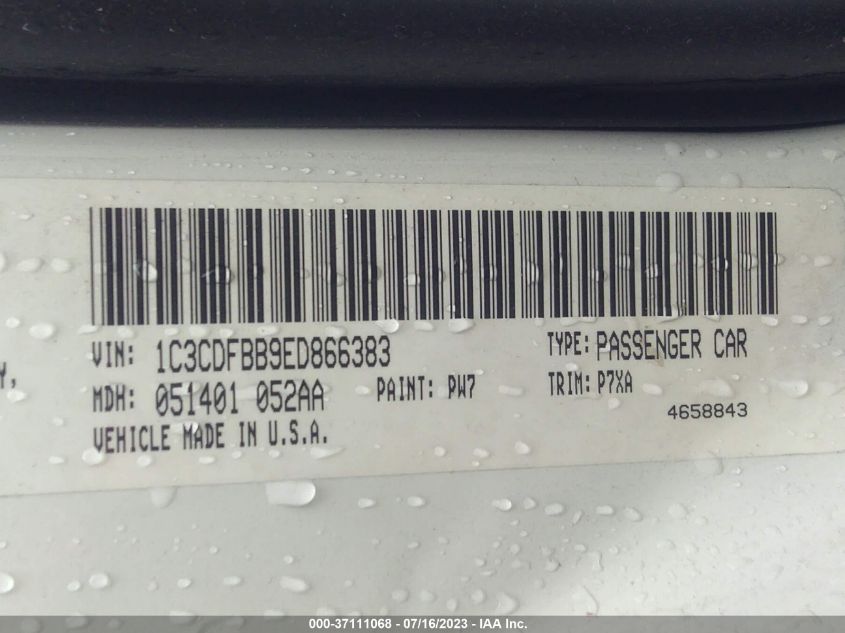 VIN: 1C3CDFBB9ED866383 TYPE: PASSENGER CAR
Y,
MDH: 051401 052AA PAINT: PW7 TRIM: P7XA
4658843
VEHICLE MADE IN U.S.A.
000-37111068 - 07/16/2023 - IAA Inc.